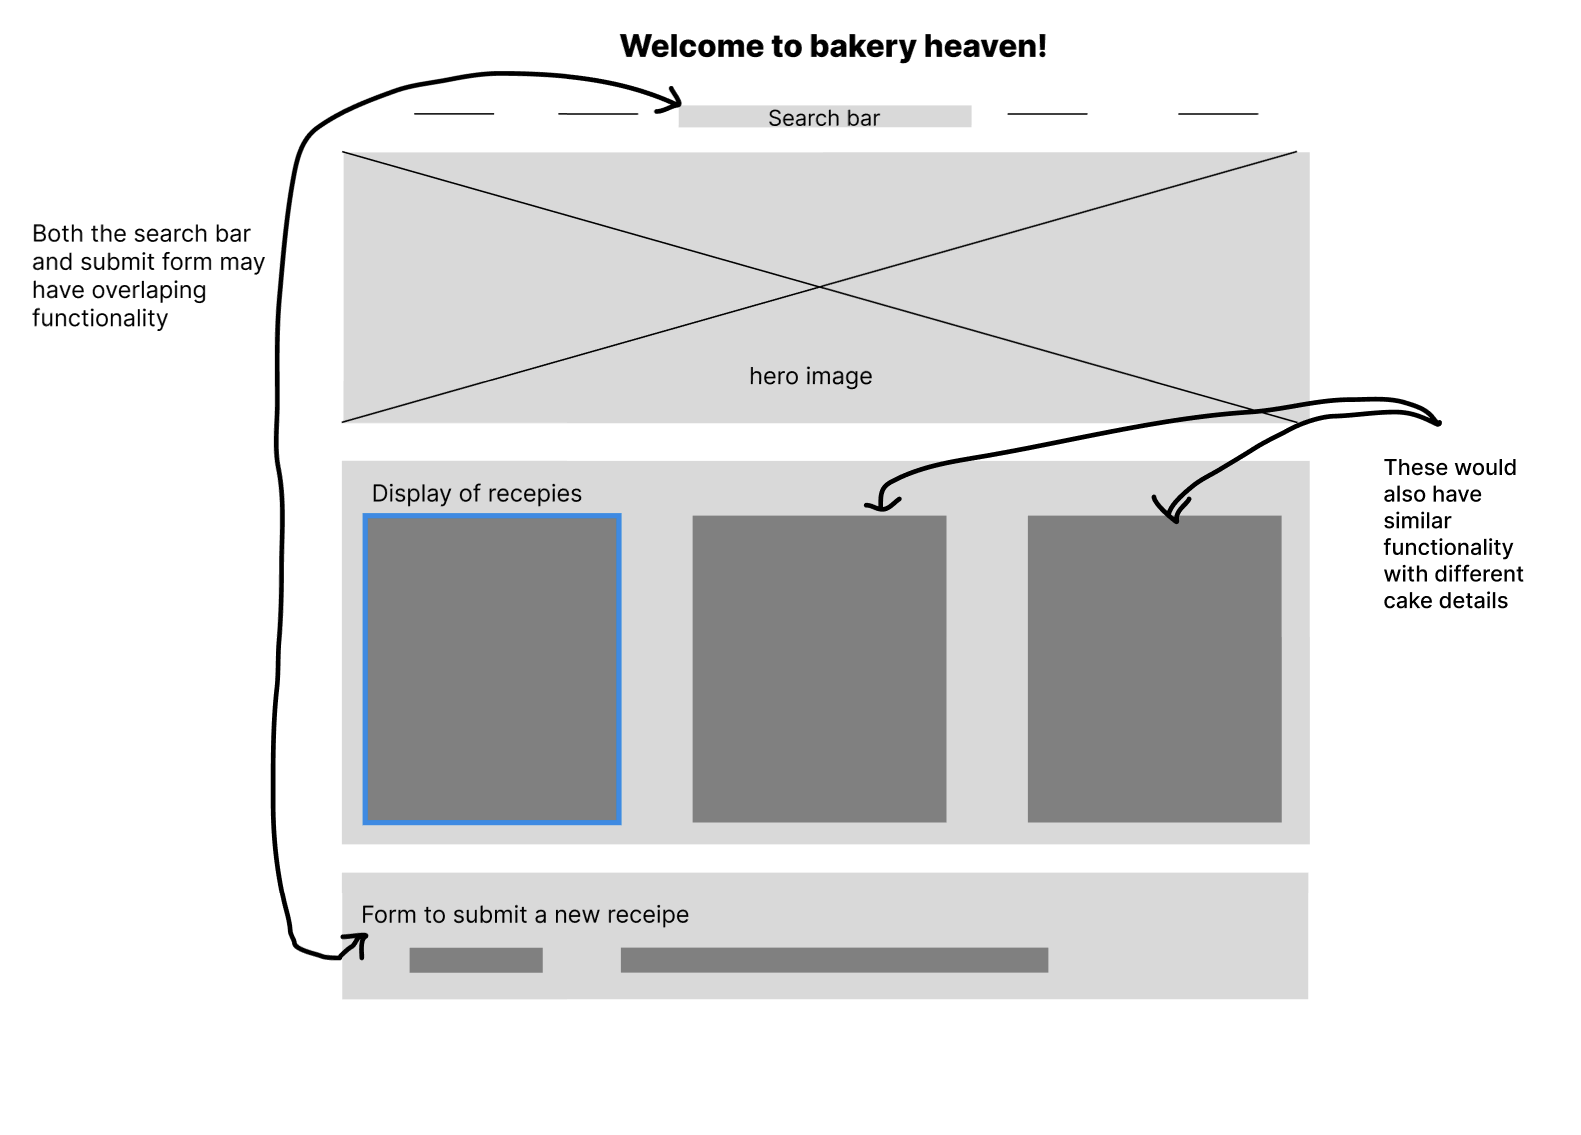 Welcome to bakery heaven!
Search bar
Both the search bar
and submit form may
have overlaping
functionality
hero image
These would
also have
similar
functionality
with different
cake details
Display of recepies
Form to submit a new receipe